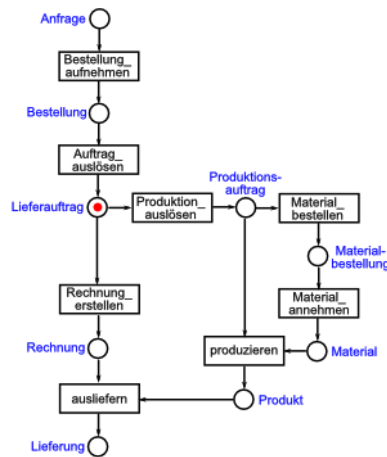 Anfrage
Bestellung_
aufnehmen
Bestellung
Auftrag_
auslösen
Lieferauftrag
Produktion_
auslösen
Produktions-
auftrag
Material_
bestellen
Material-
bestellung
Rechnung_
erstellen
Material_
annehmen
Rechnung
produzieren
Material
ausliefern
Produkt
Lieferung